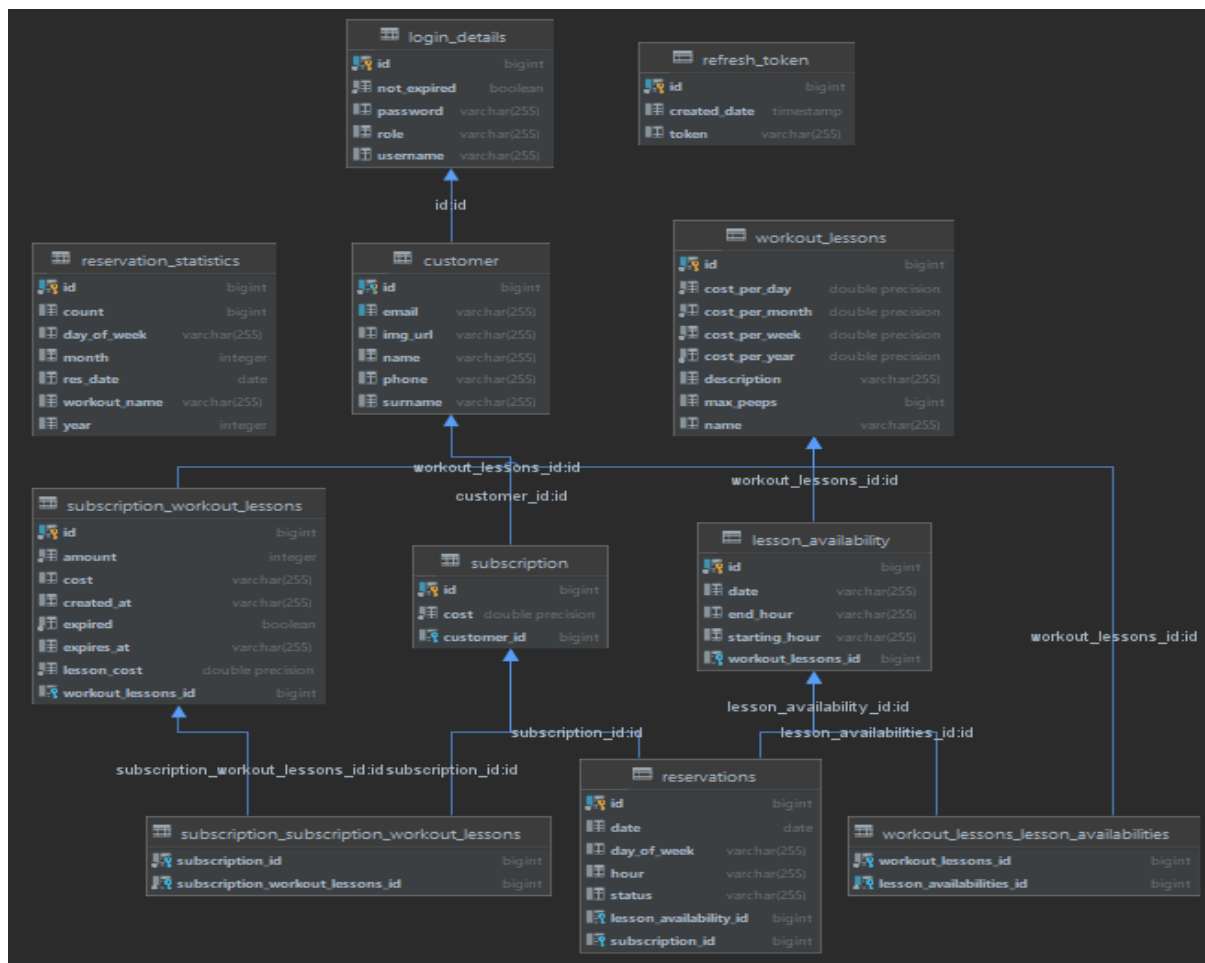 login_details
id bigint
not_expired boolean
password varchar(255)
role varchar(255)
username varchar(255)
refresh_token
id bigint
created_date timestamp
token varchar(255)
id:id
reservation_statistics
id bigint
count bigint
day_of_week varchar(255)
month integer
res_date date
workout_name varchar(255)
year integer
customer
id bigint
email varchar(255)
img_url varchar(255)
name varchar(255)
phone varchar(255)
surname varchar(255)
workout_lessons
id bigint
cost_per_day double precision
cost_per_month double precision
cost_per_week double precision
cost_per_year double precision
description varchar(255)
max_peeps bigint
name varchar(255)
workout_lessons_id:id
customer_id:id
workout_lessons_id:id
subscription_workout_lessons
id bigint
amount integer
cost varchar(255)
created_at varchar(255)
expired boolean
expires_at varchar(255)
lesson_cost double precision
workout_lessons_id bigint
subscription
id bigint
cost double precision
customer_id bigint
lesson_availability
id bigint
date varchar(255)
end_hour varchar(255)
starting_hour varchar(255)
workout_lessons_id bigint
workout_lessons_id:id
lesson_availability_id:id
subscription_id:id
lesson_availabilities_id:id
subscription_workout_lessons_id:id
subscription_id:id
subscription_subscription_workout_lessons
subscription_id bigint
subscription_workout_lessons_id bigint
reservations
id bigint
date date
day_of_week varchar(255)
hour varchar(255)
status varchar(255)
lesson_availability_id bigint
subscription_id bigint
workout_lessons_lesson_availabilities
workout_lessons_id bigint
lesson_availabilities_id bigint